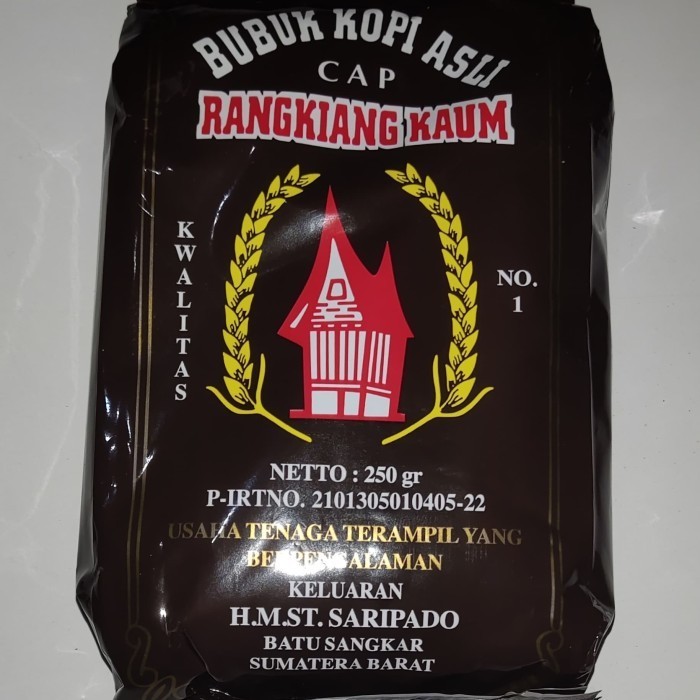 BUBUK KOPI ASLI
CAP
RANGKIANG KAUM
KWALITAS
NO.
1
NETTO : 250 gr
P-IRTNO. 2101305010405-22
USAHA TENAGA TERAMPIL YANG
BERPENGALAMAN
KELUARAN
H.M.ST. SARIPADO
BATU SANGKAR
SUMATERA BARAT